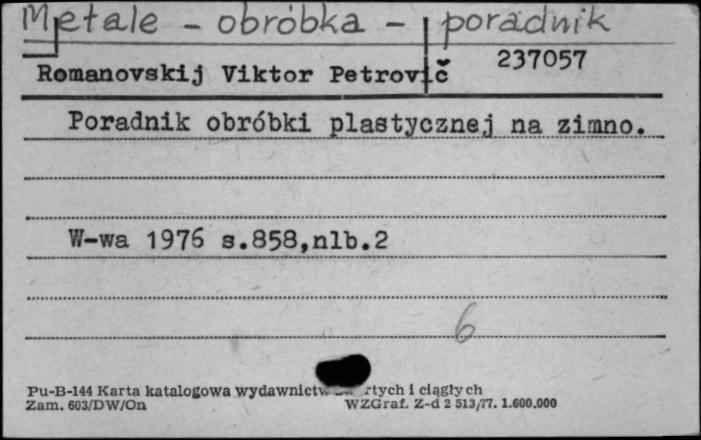 Metale - obróbka - poradnik
237057
Romanovskij Viktor Petrovič
Poradnik obróbki plastycznej na zimno.
W-wa 1976 s.858,nlb.2
6
Pu-B-144 Karta katalogowa wydawnictw ciągłych i ciągłych
Zam. 603/DW/On WZGraf. Z-d 2 513/77. 1.600.000